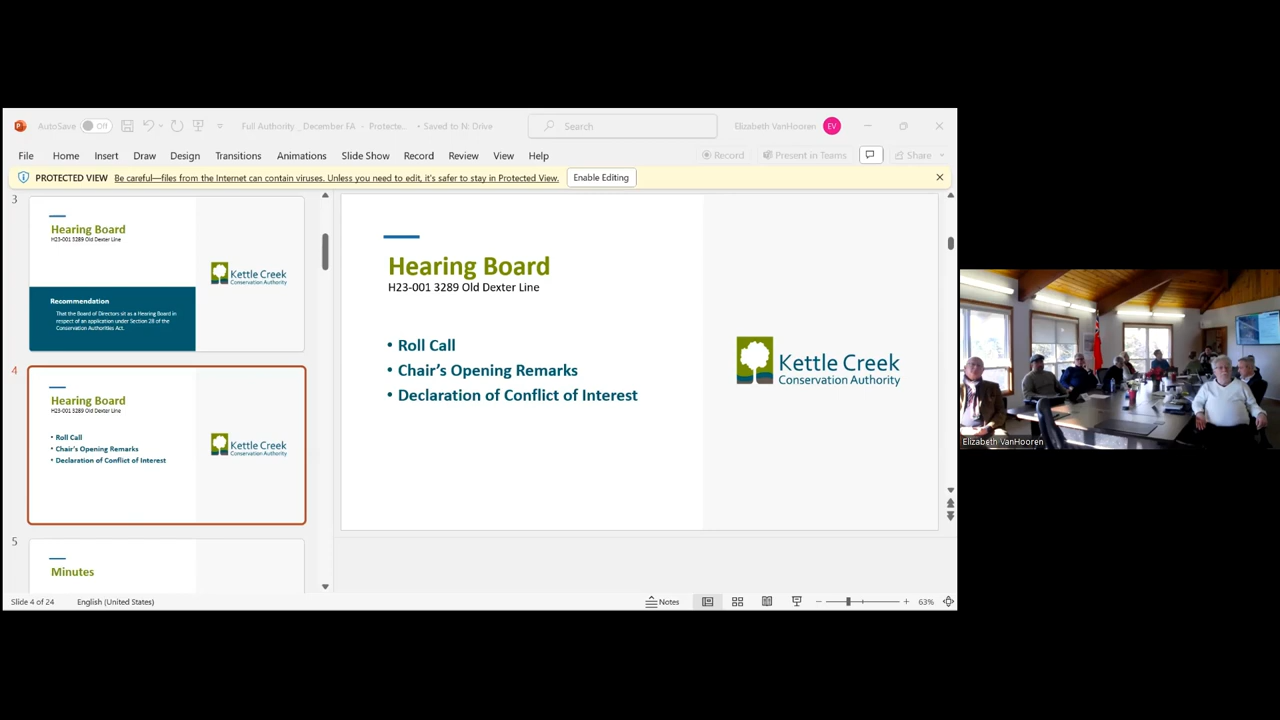 AutoSave
Off
Full Authority _ December FA - Protecte... • Saved to N: Drive
Search
Elizabeth VanHooren
EV
File
Home
Insert
Draw
Design
Transitions
Animations
Slide Show
Record
Review
View
Help
Record
Present in Teams
Share
PROTECTED VIEW
Be careful—files from the Internet can contain viruses. Unless you need to edit, it's safer to stay in Protected View.
Enable Editing
3
Hearing Board
H23-001 3289 Old Dexter Line
Recommendation
That the Board of Directors sit as a Hearing Board in
respect of an application under Section 28 of the
Conservation Authorities Act.
Kettle Creek
Conservation Authority
4
Hearing Board
H23-001 3289 Old Dexter Line
• Roll Call
• Chair's Opening Remarks
• Declaration of Conflict of Interest
Kettle Creek
Conservation Authority
5
Minutes
Hearing Board
H23-001 3289 Old Dexter Line
• Roll Call
• Chair's Opening Remarks
• Declaration of Conflict of Interest
Kettle Creek
Conservation Authority
Elizabeth VanHooren
Slide 4 of 24
English (United States)
Notes
63%